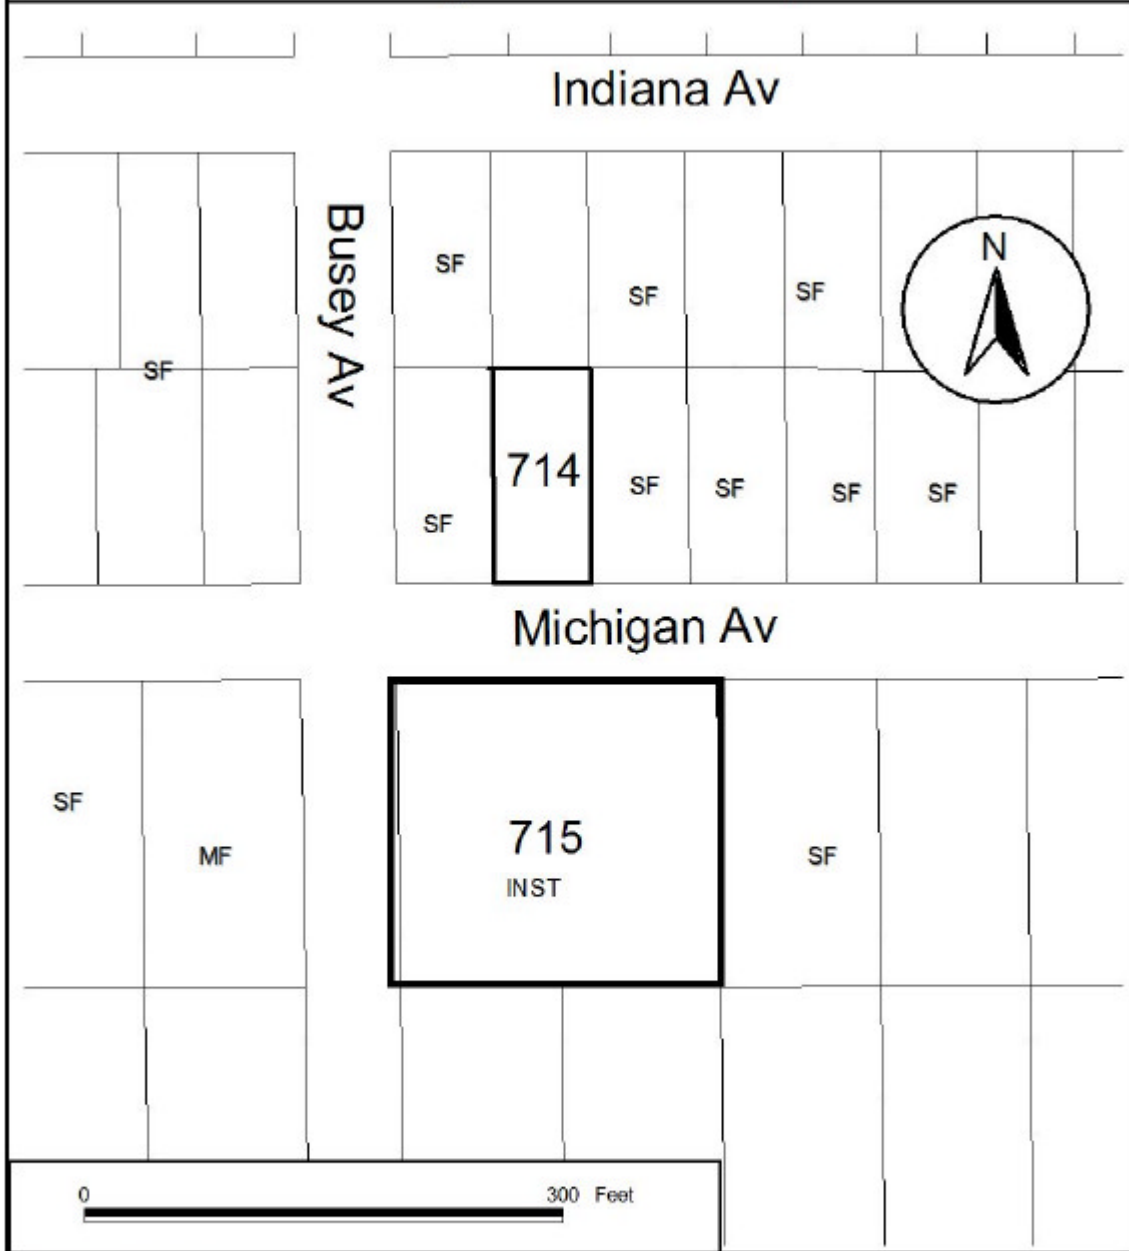 Indiana Av
Busey Av
N
SF
SF
SF
SF
714
SF
SF
SF
SF
SF
Michigan Av
SF
MF
715
INST
SF
0 300 Feet